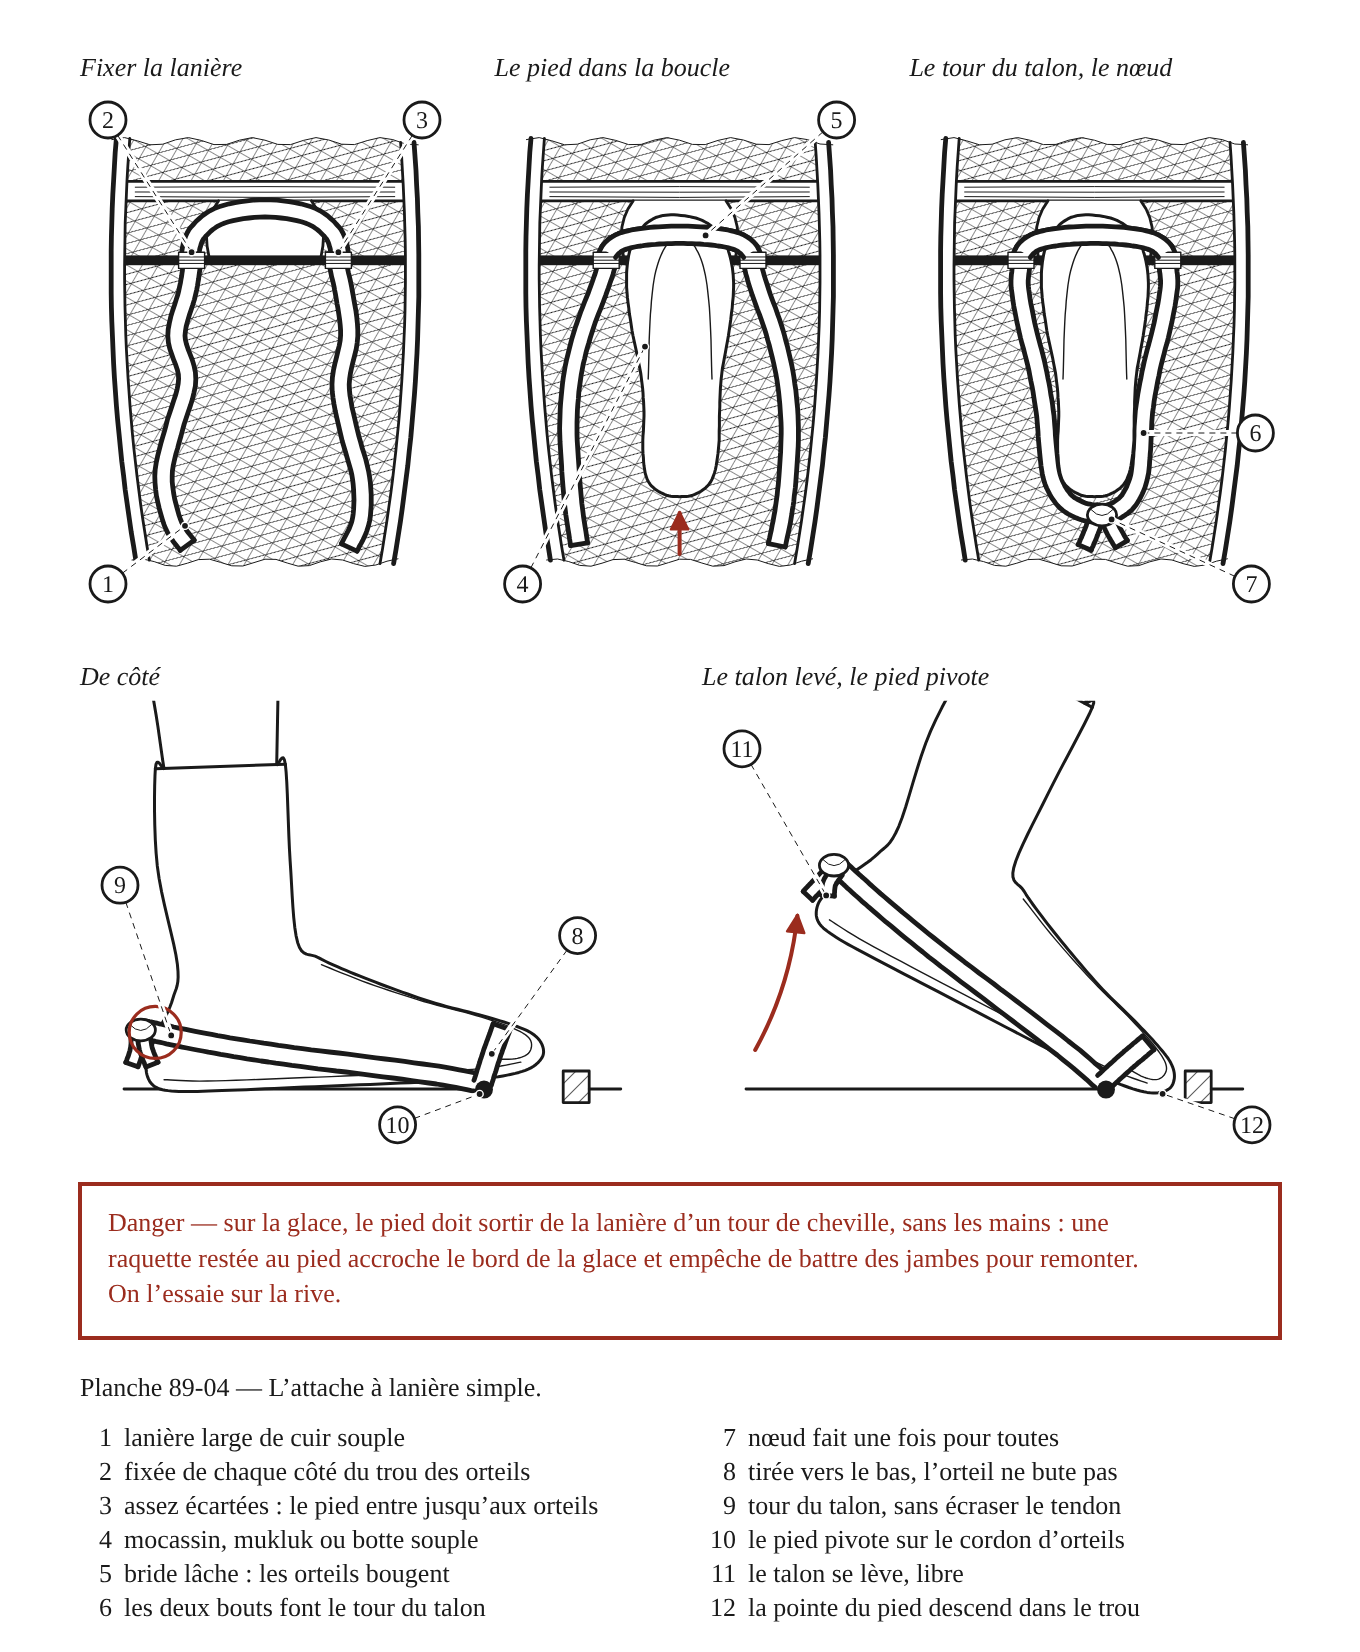 Fixer la lanière
Le pied dans la boucle
Le tour du talon, le nœud
2
3
5
6
1
4
7
De côté
Le talon levé, le pied pivote
11
9
8
10
12
Danger — sur la glace, le pied doit sortir de la lanière d’un tour de cheville, sans les mains : une
raquette restée au pied accroche le bord de la glace et empêche de battre des jambes pour remonter.
On l’essaie sur la rive.
Planche 89-04 — L’attache à lanière simple.
1 lanière large de cuir souple
2 fixée de chaque côté du trou des orteils
3 assez écartées : le pied entre jusqu’aux orteils
4 mocassin, mukluk ou botte souple
5 bride lâche : les orteils bougent
6 les deux bouts font le tour du talon
7 nœud fait une fois pour toutes
8 tirée vers le bas, l’orteil ne bute pas
9 tour du talon, sans écraser le tendon
10 le pied pivote sur le cordon d’orteils
11 le talon se lève, libre
12 la pointe du pied descend dans le trou